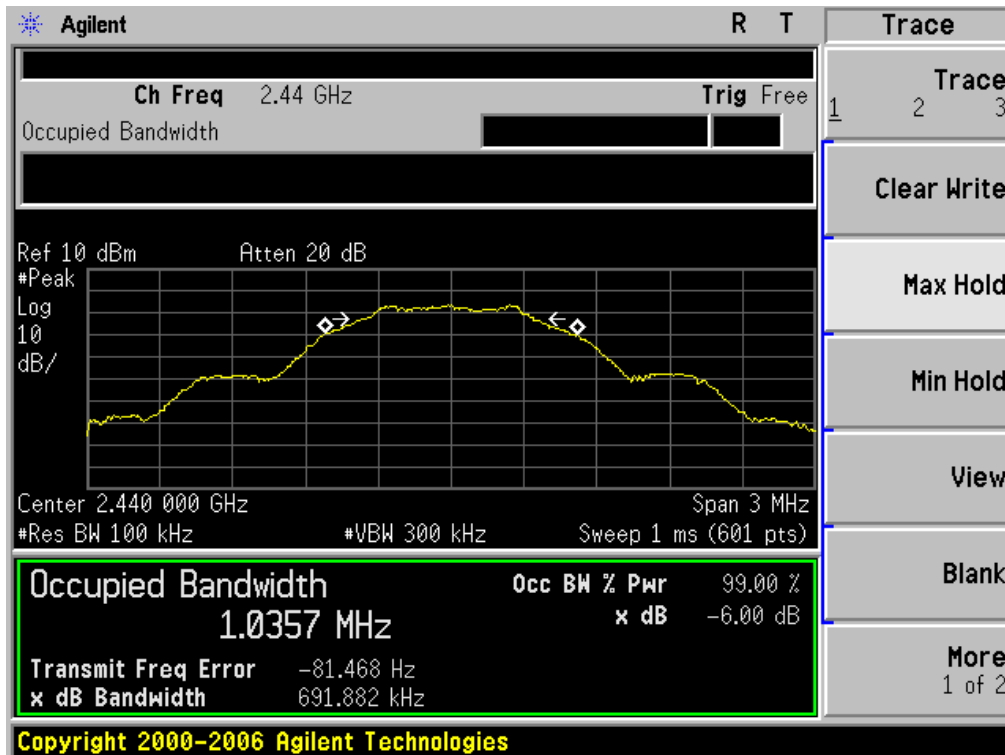 Agilent R T Trace
Ch Freq 2.44 GHz Trig Free
Occupied Bandwidth
Trace
1 2 3
Clear Write
Max Hold
Min Hold
View
Blank
More
1 of 2
Ref 10 dBm Atten 20 dB
#Peak
Log
10
dB/
Center 2.440 000 GHz Span 3 MHz
#Res BW 100 kHz #VBW 300 kHz Sweep 1 ms (601 pts)
Occupied Bandwidth
1.0357 MHz
Occ BW % Pwr 99.00 %
x dB -6.00 dB
Transmit Freq Error -81.468 Hz
x dB Bandwidth 691.882 kHz
Copyright 2000-2006 Agilent Technologies